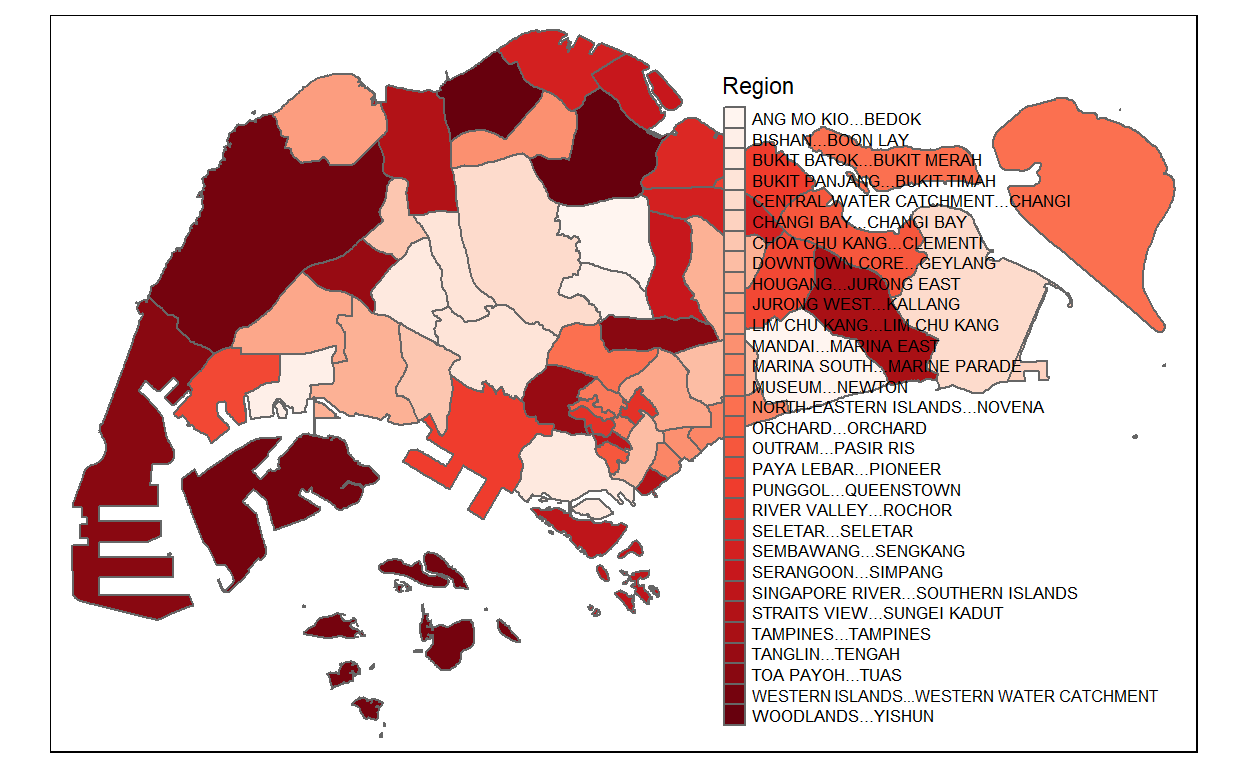 Region
ANG MO KIO...BEDOK
BISHAN...BOON LAY
BUKIT BATOK...BUKIT MERAH
BUKIT PANJANG...BUKIT TIMAH
CENTRAL WATER CATCHMENT...CHANGI
CHANGI BAY...CHANGI BAY
CHOA CHU KANG...CLEMENTI
DOWNTOWN CORE...GEYLANG
HOUGANG...JURONG EAST
JURONG WEST...KALLANG
LIM CHU KANG...LIM CHU KANG
MANDAI...MARINA EAST
MARINA SOUTH...MARINE PARADE
MUSEUM...NEWTON
NORTH-EASTERN ISLANDS...NOVENA
ORCHARD...ORCHARD
OUTRAM...PASIR RIS
PAYA LEBAR...PIONEER
PUNGGOL...QUEENSTOWN
RIVER VALLEY...ROCHOR
SELETAR...SELETAR
SEMBAWANG...SENGKANG
SERANGOON...SIMPANG
SINGAPORE RIVER...SOUTHERN ISLANDS
STRAITS VIEW...SUNGEI KADUT
TAMPINES...TAMPINES
TANGLIN...TENGAH
TOA PAYOH...TUAS
WESTERN ISLANDS...WESTERN WATER CATCHMENT
WOODLANDS...YISHUN